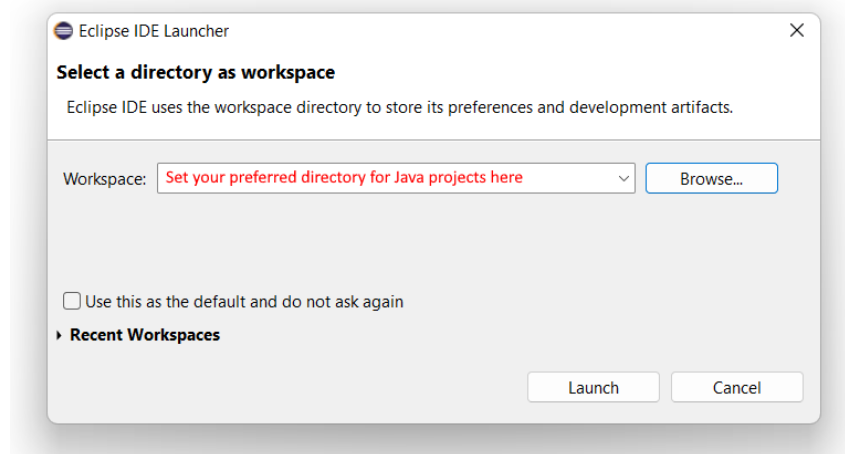 Eclipse IDE Launcher
Select a directory as workspace
Eclipse IDE uses the workspace directory to store its preferences and development artifacts.
Workspace: Set your preferred directory for Java projects here Browse...
Use this as the default and do not ask again
Recent Workspaces
Launch Cancel